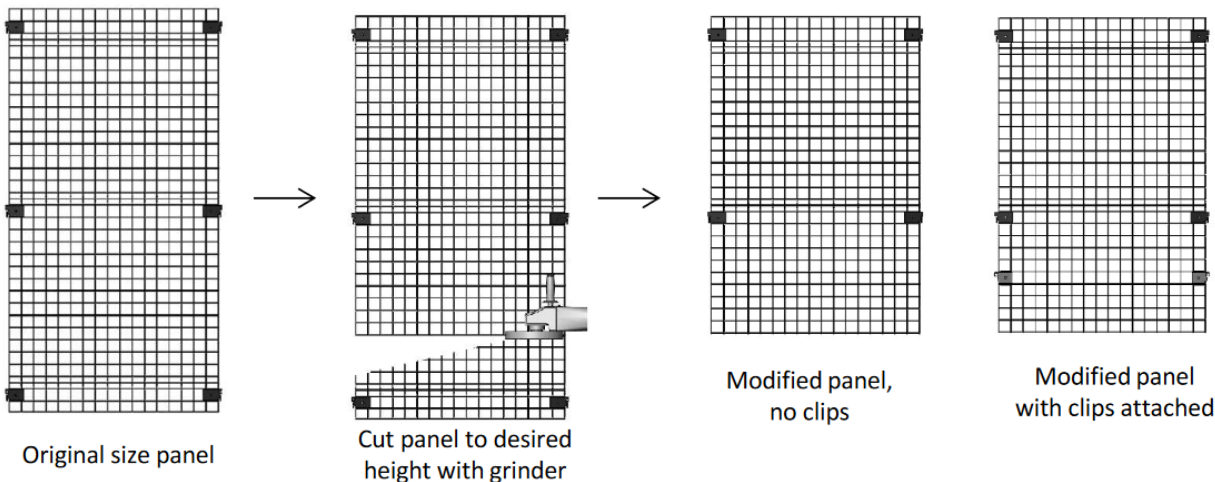 Original size panel
Cut panel to desired
height with grinder
Modified panel,
no clips
Modified panel
with clips attached